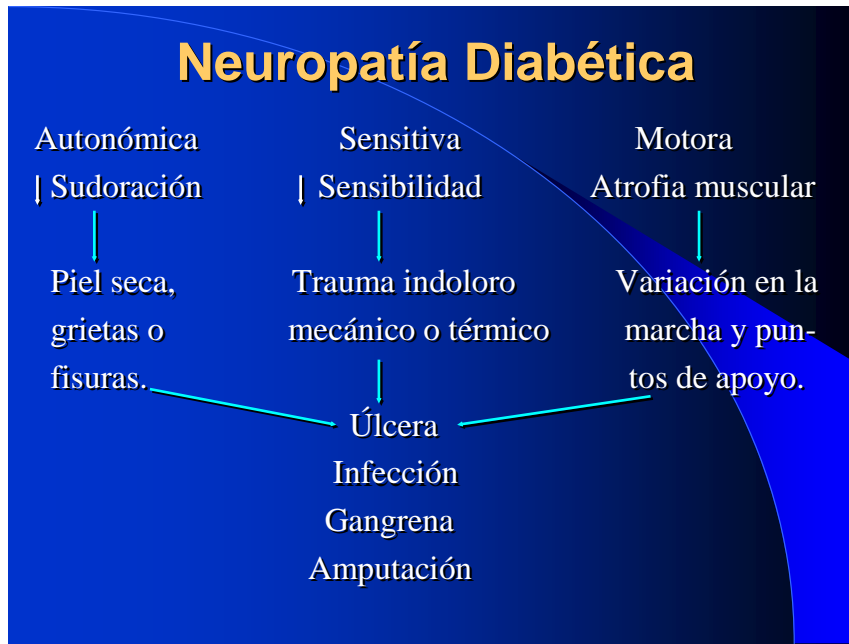 Neuropatía Diabética
Autonómica Sensitiva Motora
↓ Sudoración ↓ Sensibilidad Atrofia muscular
Piel seca, Trauma indoloro Variación en la
grietas o mecánico o térmico marcha y pun-
fisuras. tos de apoyo.
Úlcera
Infección
Gangrena
Amputación